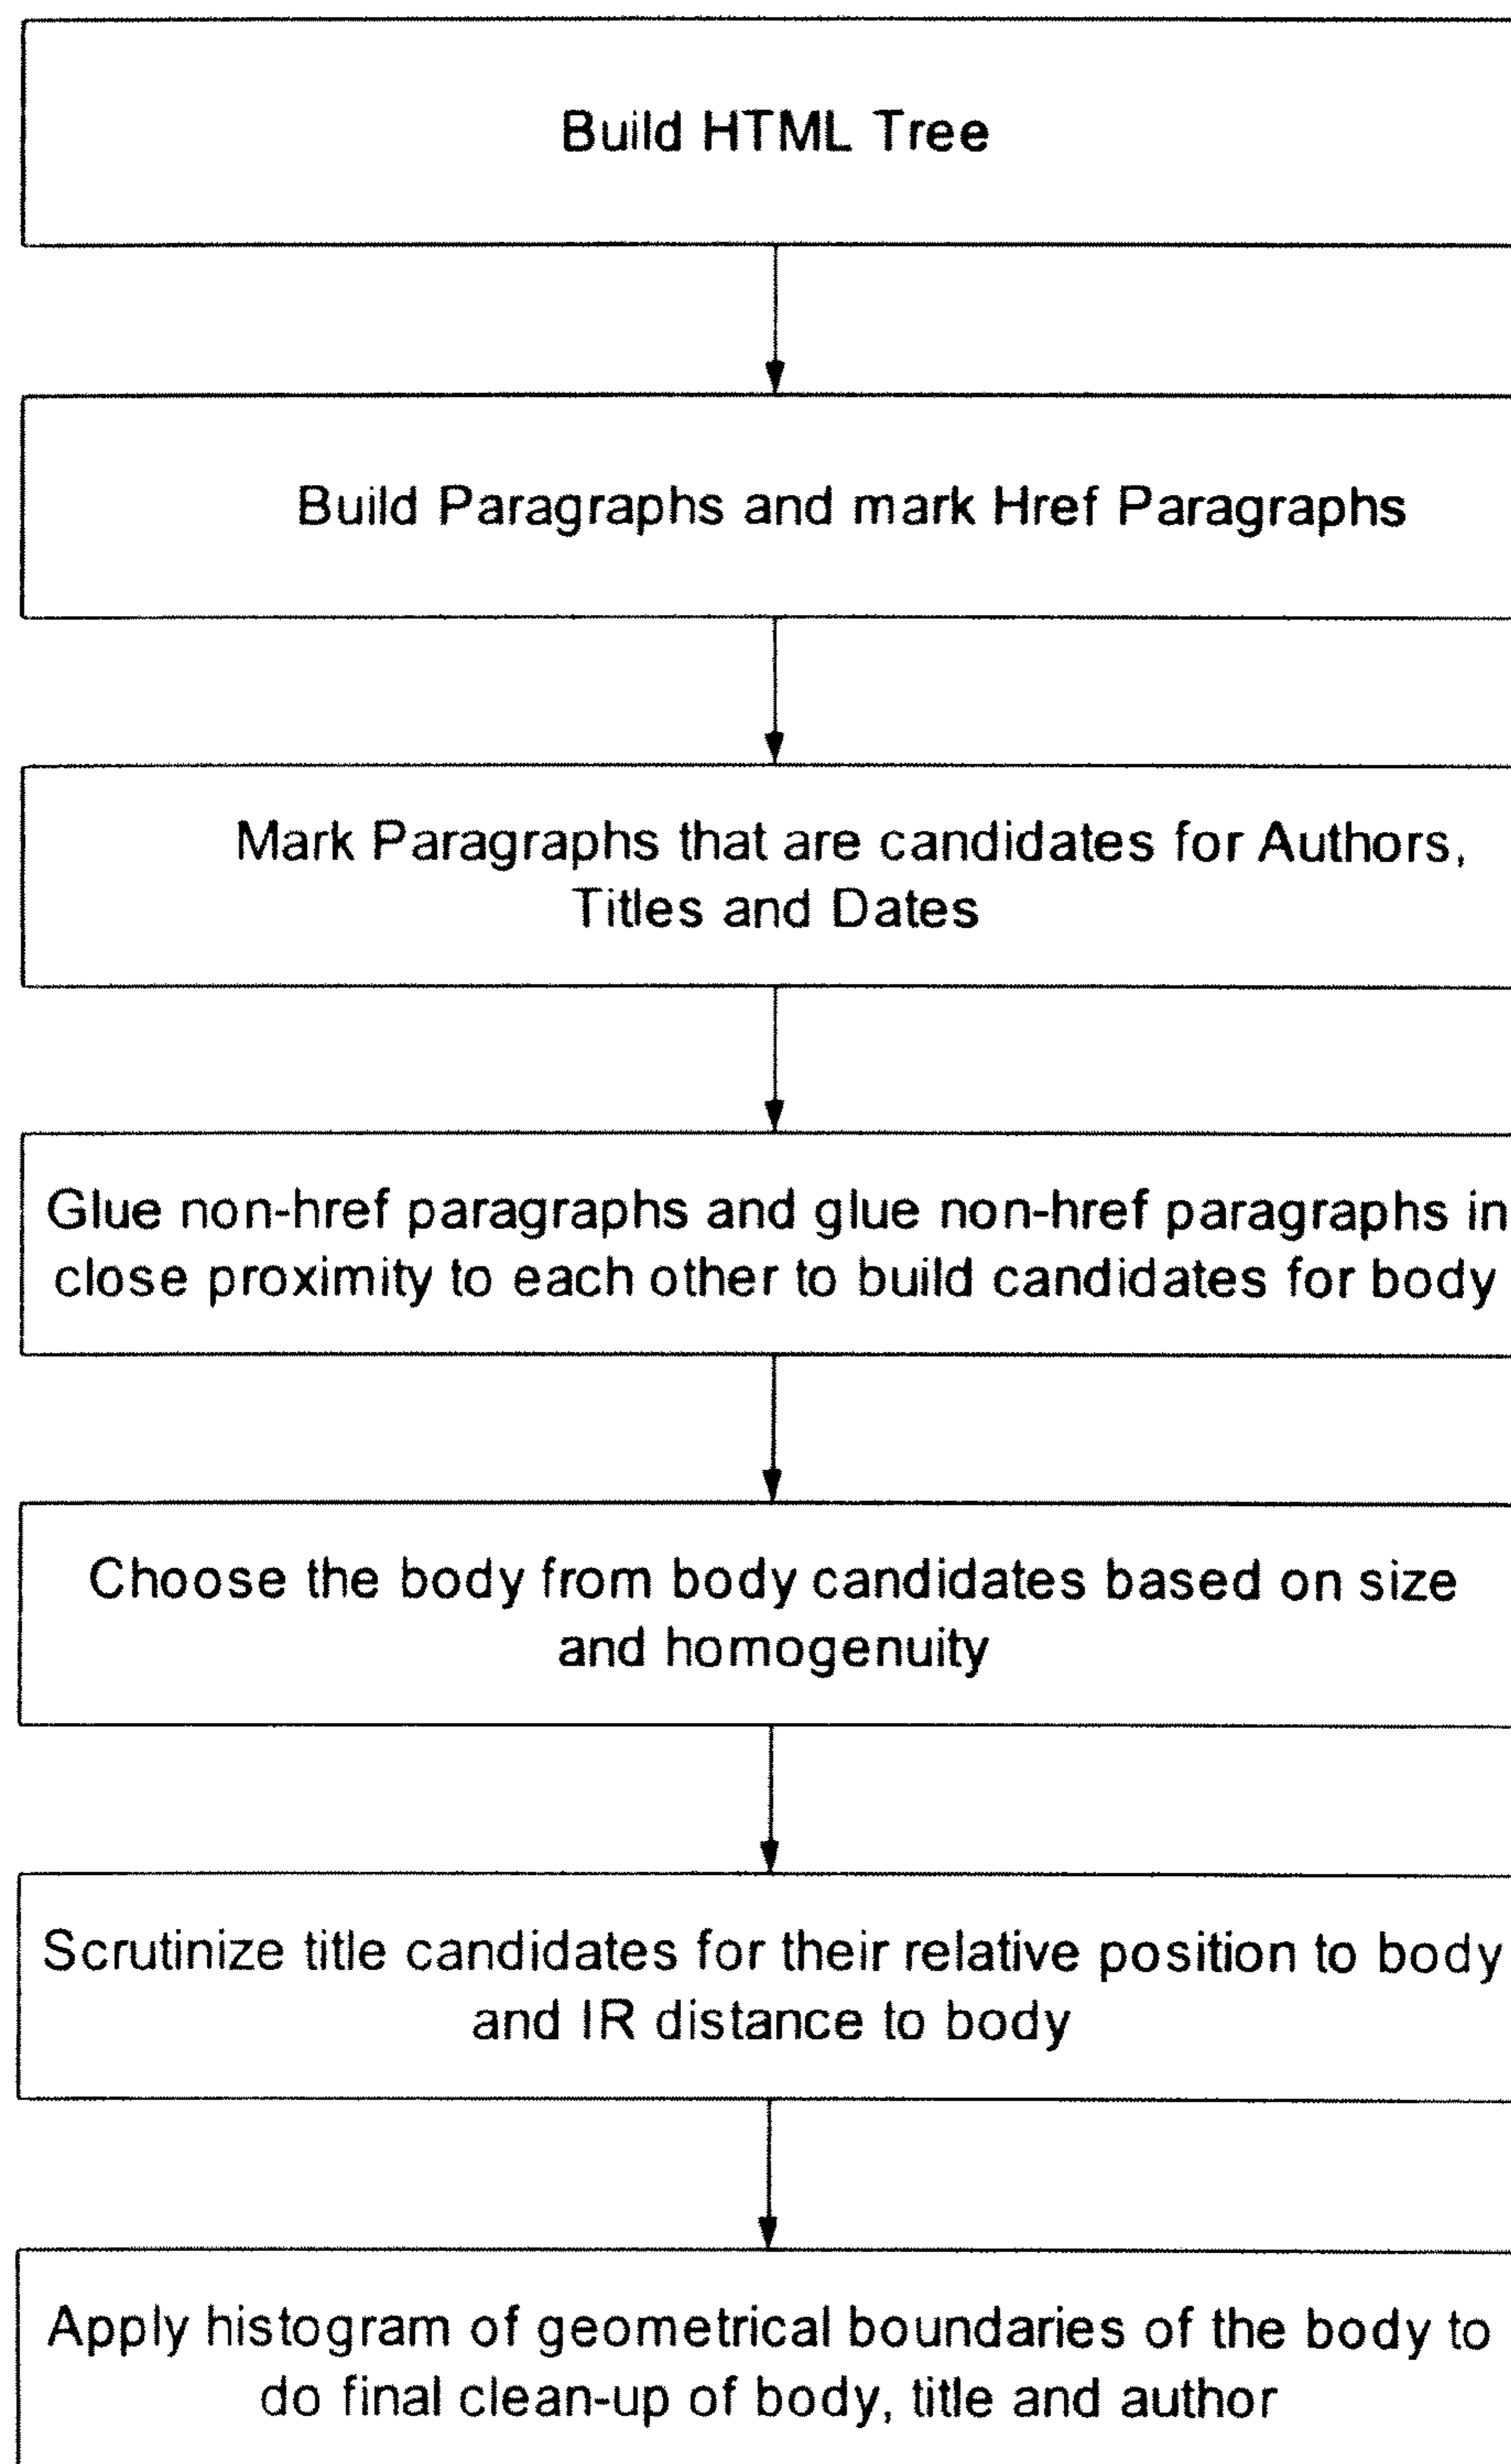 Build HTML Tree
Build Paragraphs and mark Href Paragraphs
Mark Paragraphs that are candidates for Authors,
Titles and Dates
Glue non-href paragraphs and glue non-href paragraphs in
close proximity to each other to build candidates for body
Choose the body from body candidates based on size
and homogenuity
Scrutinize title candidates for their relative position to body
and IR distance to body
Apply histogram of geometrical boundaries of the body to
do final clean-up of body, title and author